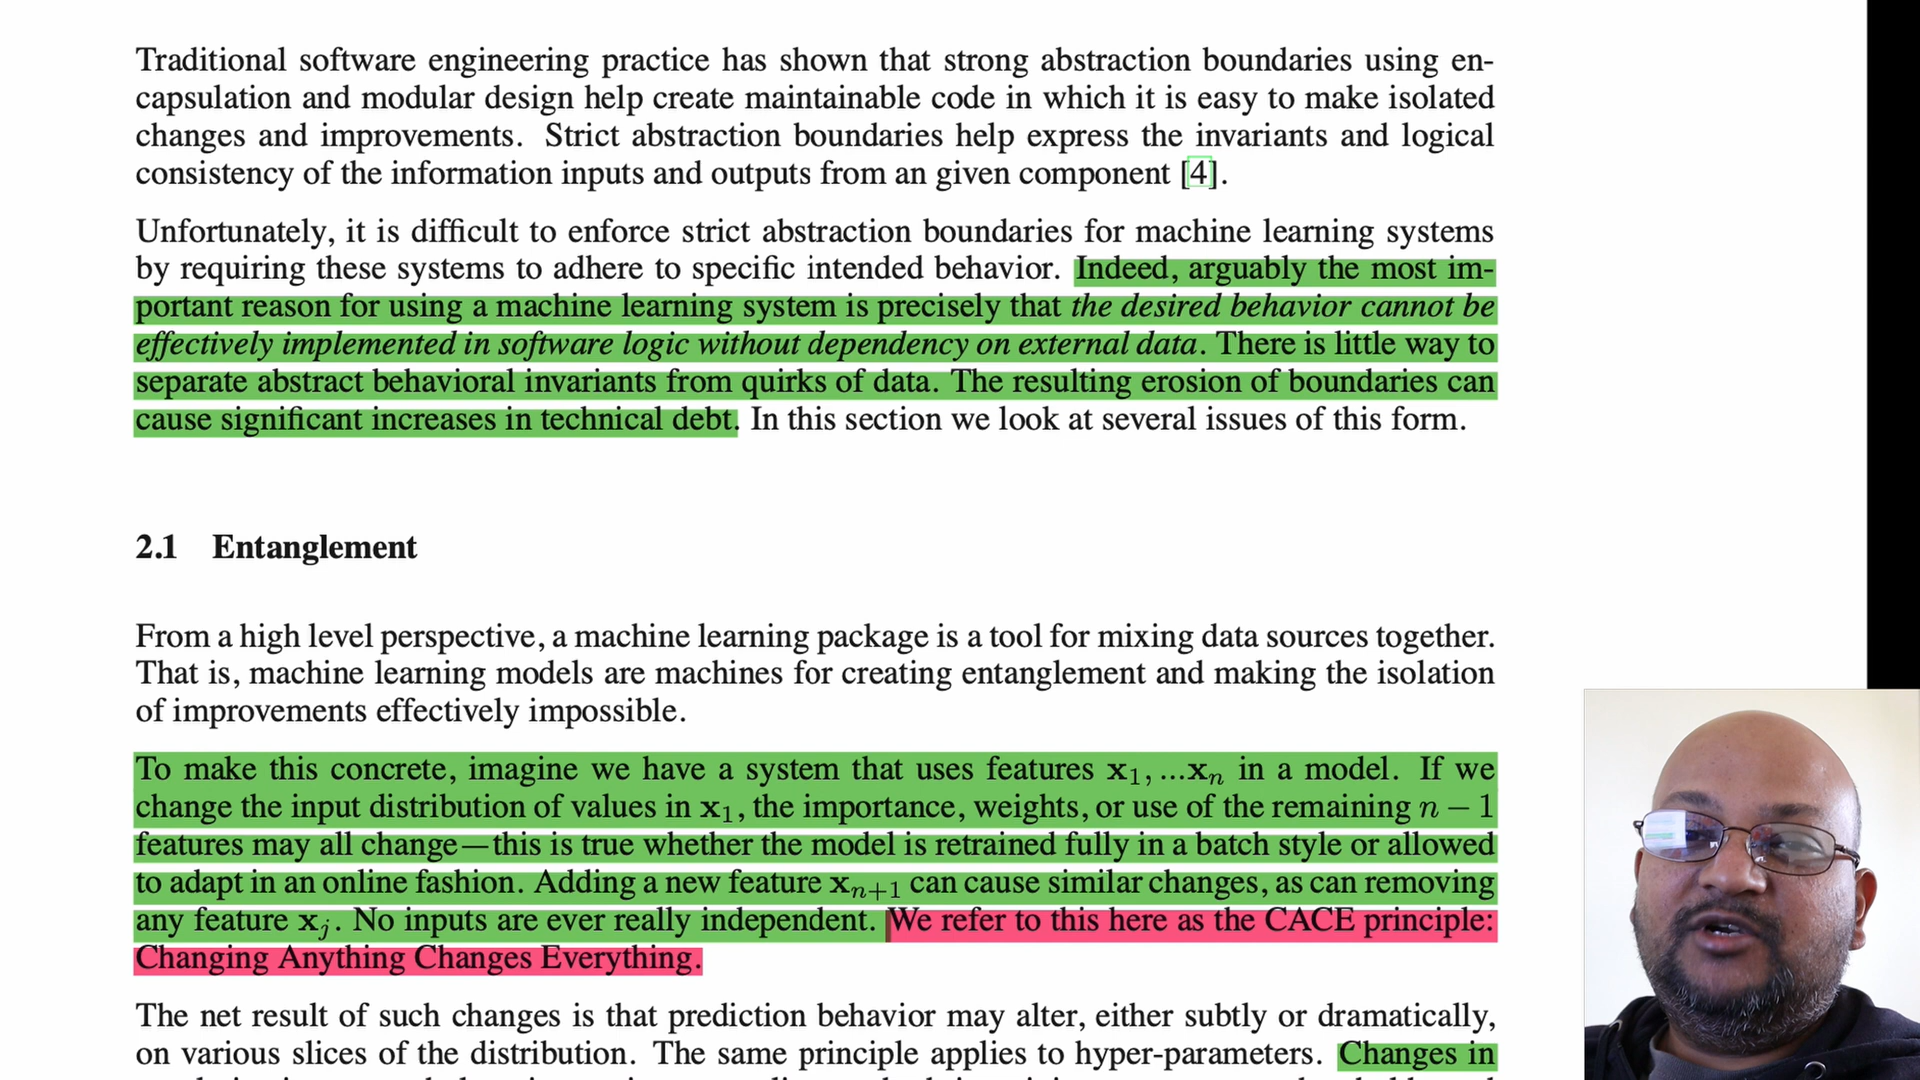 Traditional software engineering practice has shown that strong abstraction boundaries using en-
capsulation and modular design help create maintainable code in which it is easy to make isolated
changes and improvements. Strict abstraction boundaries help express the invariants and logical
consistency of the information inputs and outputs from an given component [4].
Unfortunately, it is difficult to enforce strict abstraction boundaries for machine learning systems
by requiring these systems to adhere to specific intended behavior. Indeed, arguably the most im-
portant reason for using a machine learning system is precisely that the desired behavior cannot be
effectively implemented in software logic without dependency on external data. There is little way to
separate abstract behavioral invariants from quirks of data. The resulting erosion of boundaries can
cause significant increases in technical debt. In this section we look at several issues of this form.
2.1 Entanglement
From a high level perspective, a machine learning package is a tool for mixing data sources together.
That is, machine learning models are machines for creating entanglement and making the isolation
of improvements effectively impossible.
To make this concrete, imagine we have a system that uses features x₁, ...xₙ in a model. If we
change the input distribution of values in x₁, the importance, weights, or use of the remaining n − 1
features may all change—this is true whether the model is retrained fully in a batch style or allowed
to adapt in an online fashion. Adding a new feature xₙ₊₁ can cause similar changes, as can removing
any feature xⱼ. No inputs are ever really independent. We refer to this here as the CACE principle:
Changing Anything Changes Everything.
The net result of such changes is that prediction behavior may alter, either subtly or dramatically,
on various slices of the distribution. The same principle applies to hyper-parameters. Changes in